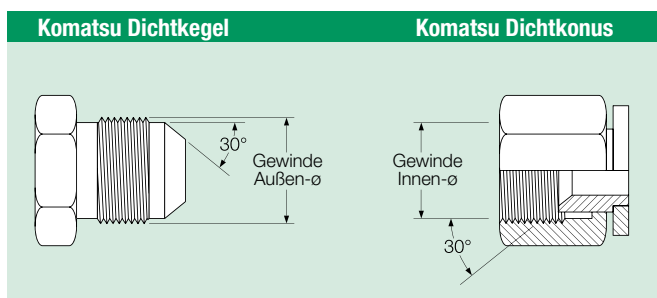 Komatsu Dichtkegel
Komatsu Dichtkonus
30°
Gewinde
Außen-ø
Gewinde
Innen-ø
30°